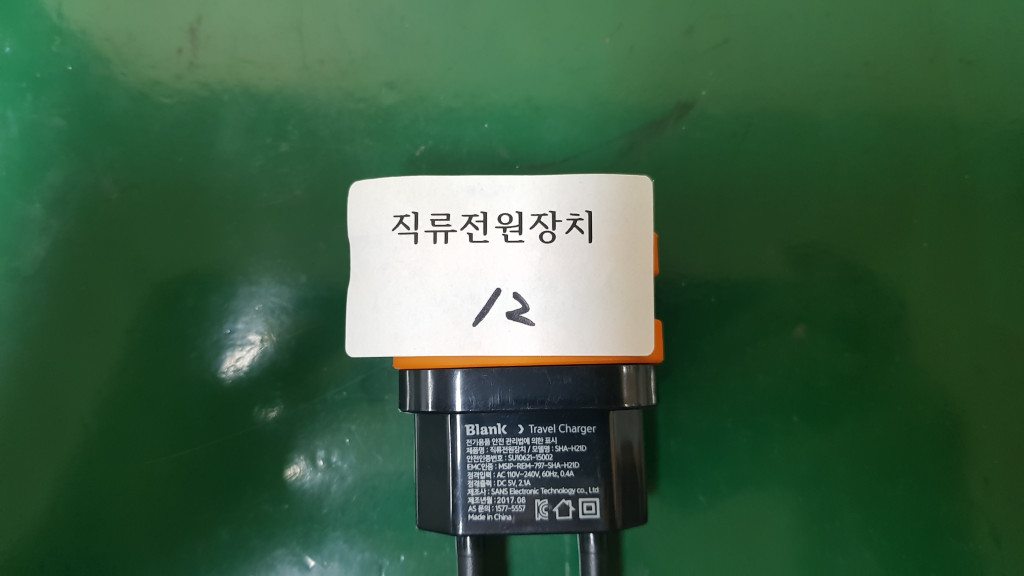 직류전원장치
12
Blank > Travel Charger
전기용품 안전 관리법에 의한 표시
제품명 : 직류전원장치 / 모델명 : SHA-H21D
안전인증번호 : SU10621-15002
EMC인증 : MSIP-REM-797-SHA-H21D
정격입력 : AC 110V~240V, 60Hz, 0.4A
정격출력 : DC 5V, 2.1A
제조사 : SANS Electronic Technology co., Ltd
제조년월 : 2017.06
AS 문의 : 1577-5557
Made in China